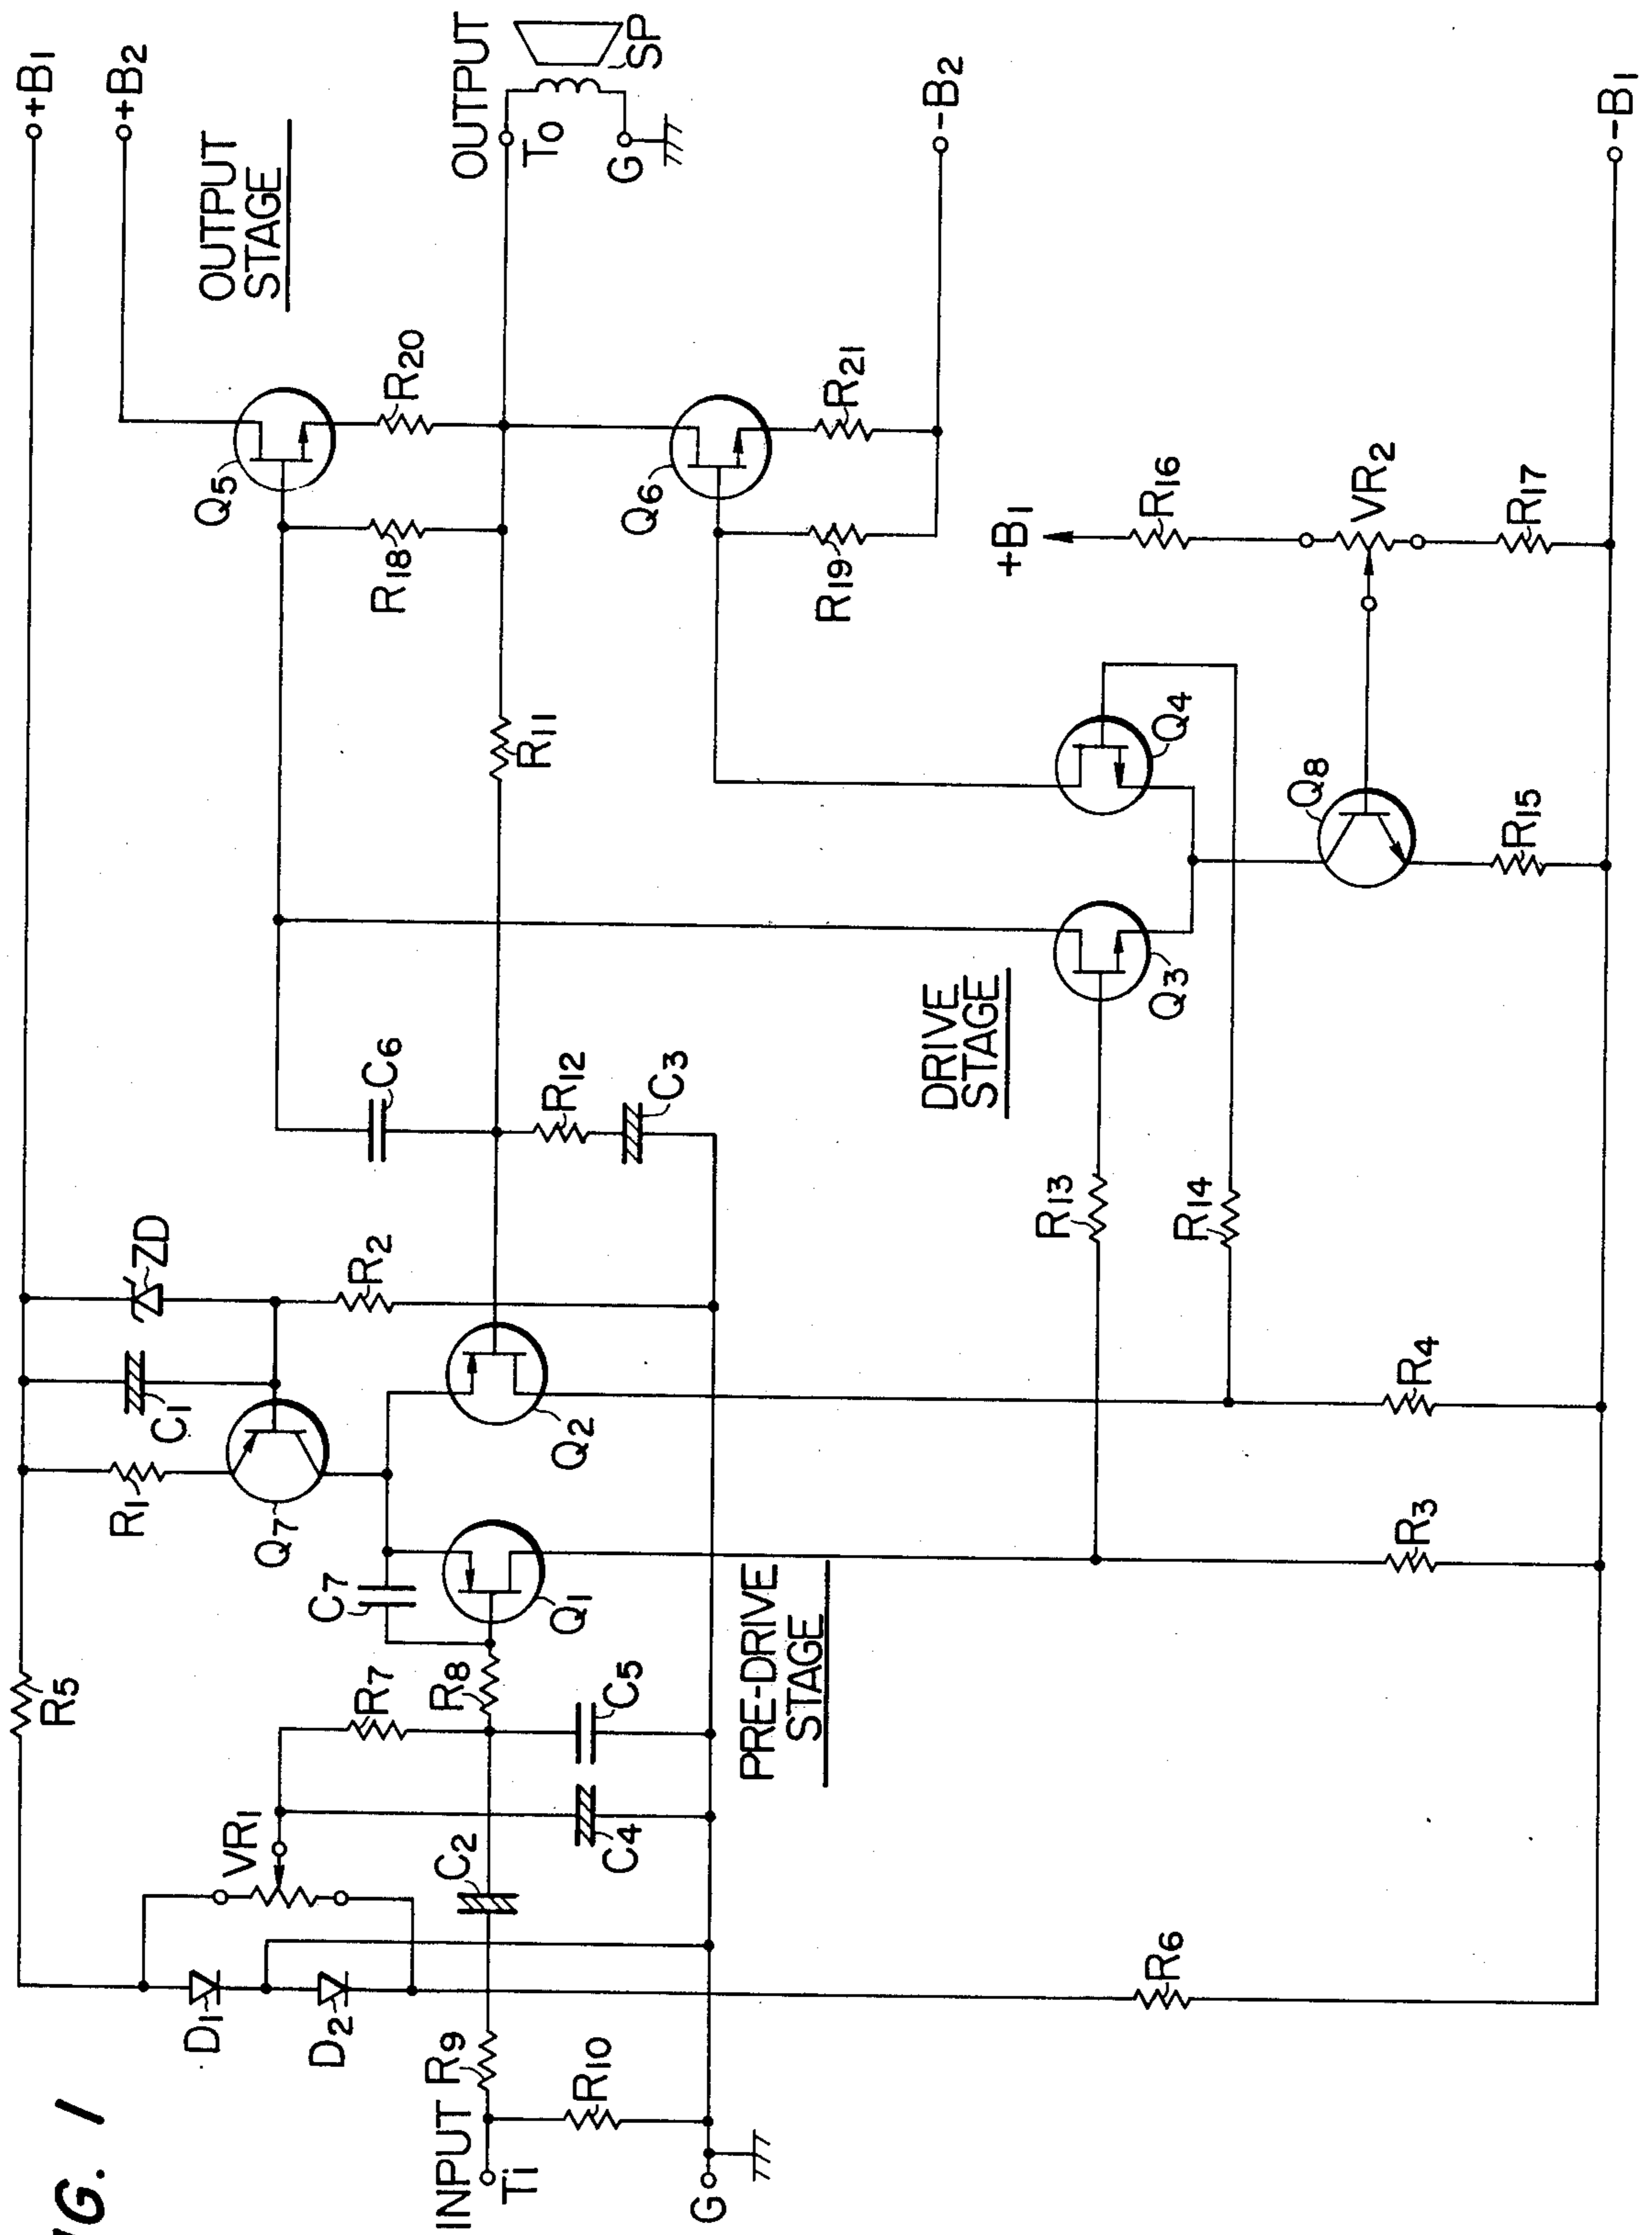 IG. 1
+B1
+B2
OUTPUT
STAGE
OUTPUT
To
SP
G
-B2
-B1
Q5
R20
R18
Q6
R21
R19
+B1
R16
VR2
R17
R11
Q4
Q8
R15
Q3
DRIVE
STAGE
C6
R12
C3
R13
R14
ZD
C1
R2
R1
Q7
Q2
R4
R3
C7
Q1
PRE-DRIVE
STAGE
R5
R7
R8
C5
VR1
C2
C4
R6
D1
D2
R9
R10
INPUT
Ti
G